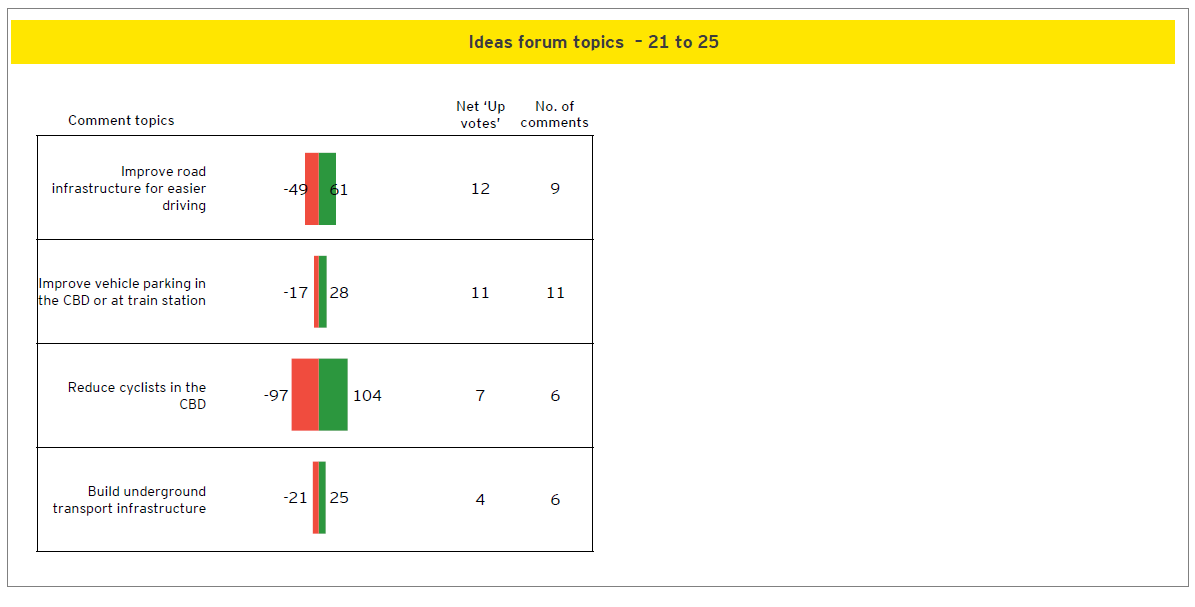 Ideas forum topics – 21 to 25
Comment topics
Net ‘Up votes’
No. of comments
Improve road
infrastructure for easier
driving
-49 61 12 9
Improve vehicle parking in
the CBD or at train station
-17 28 11 11
Reduce cyclists in the
CBD
-97 104 7 6
Build underground
transport infrastructure
-21 25 4 6